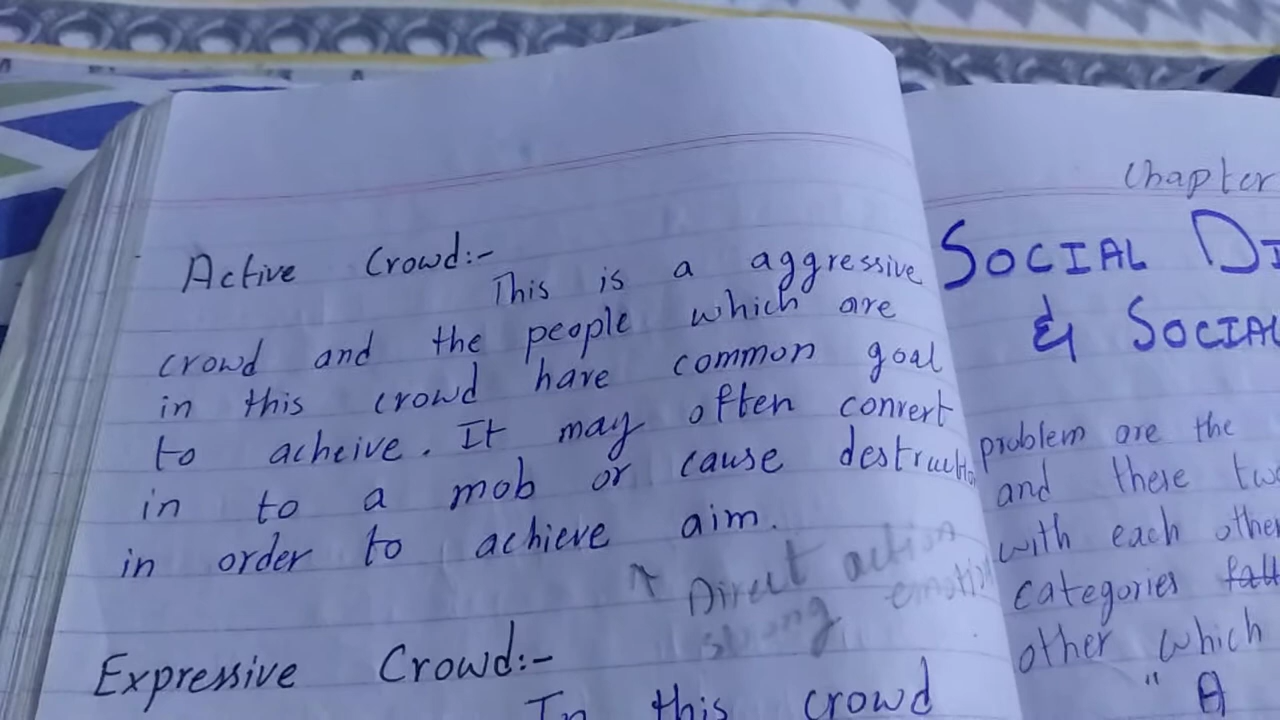 Active Crowd:-
This is a aggressive
crowd and the people which are
in this crowd have common goal
to acheive. It may often convert
in to a mob or cause destruction
in order to achieve aim.
Direct action
strong emotion
Expressive Crowd:-
In this crowd
Chapter
SOCIAL DI
& SOCIAL
problem are the
and these two
with each other
categories fall
other which
" A